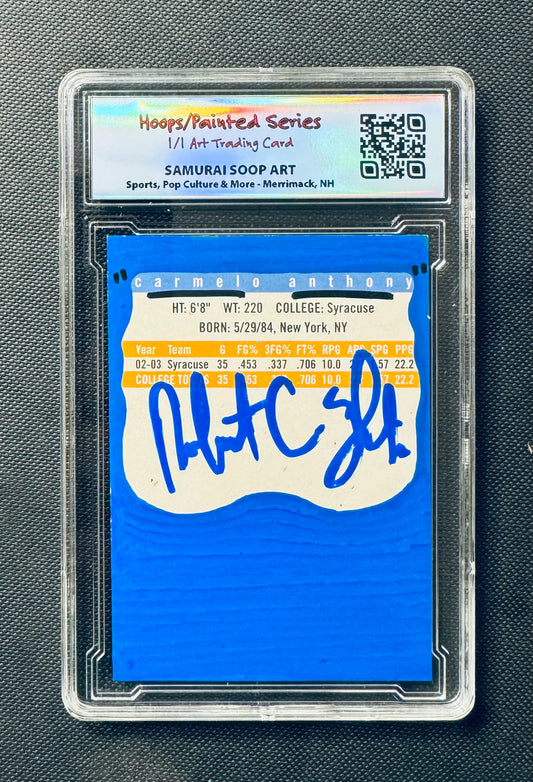 Hoops/Painted Series
1/1 Art Trading Card
SAMURAI SOOP ART
Sports, Pop Culture & More - Merrimack, NH
"carmelo anthony"
HT: 6'8" WT: 220 COLLEGE: Syracuse
BORN: 5/29/84, New York, NY
Year Team G FG% 3FG% FT% RPG APG SPG PPG
02-03 Syracuse 35 .453 .337 .706 10.0 57 22.2
COLLEGE 35 .706 10.0 57 22.2